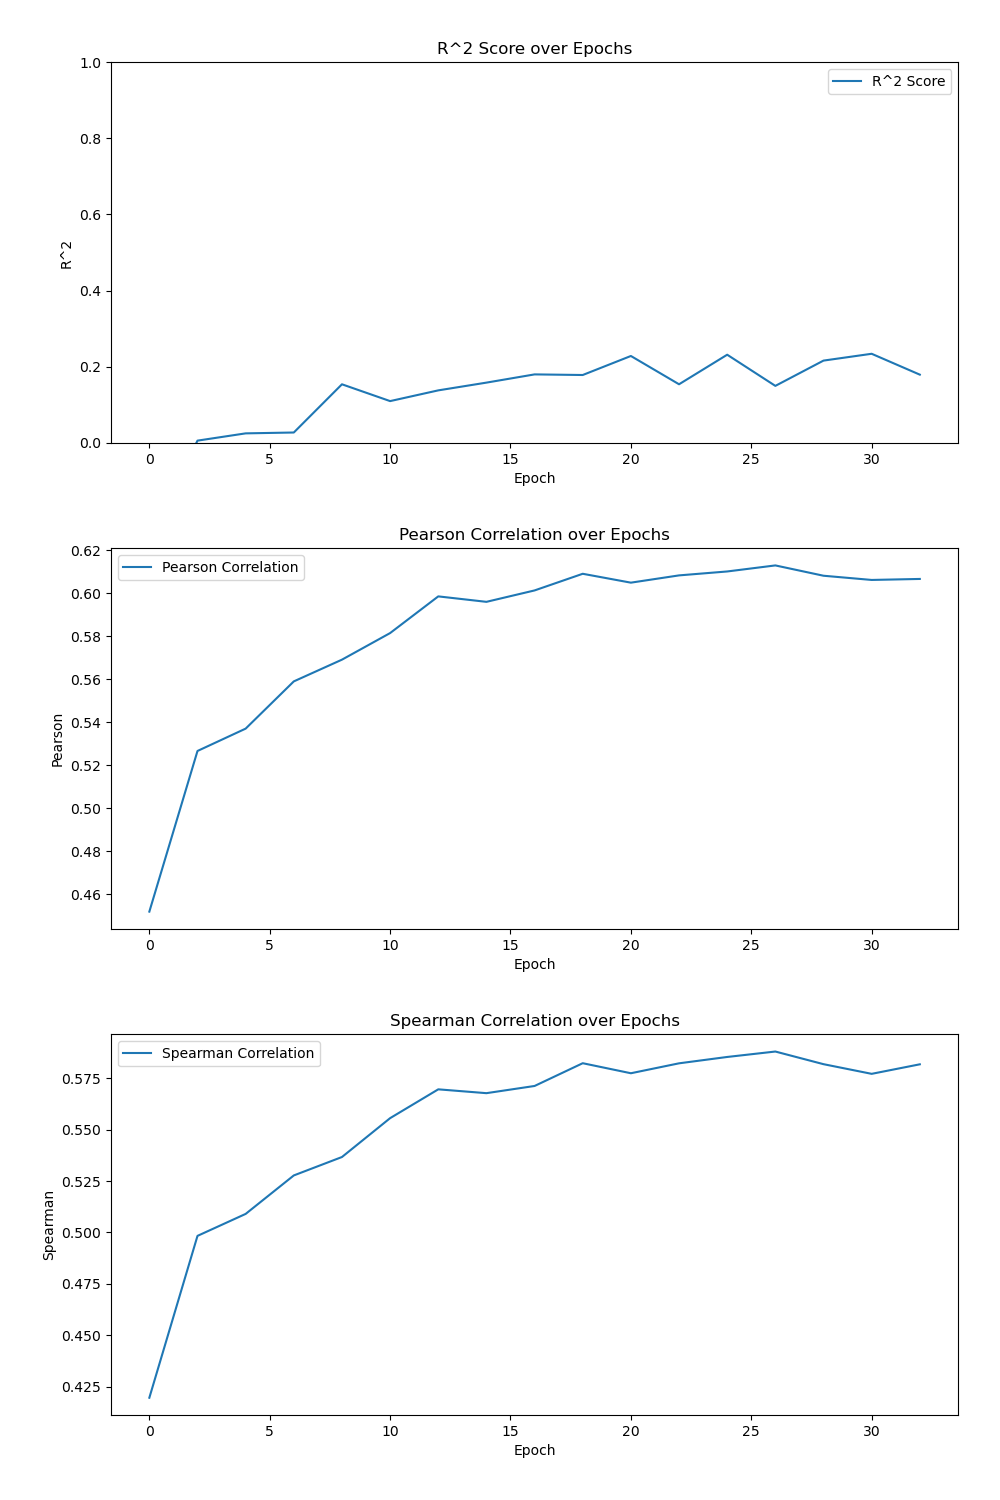 R^2 Score over Epochs
R^2 Score
1.0
0.8
0.6
0.4
0.2
0.0
R^2
0 5 10 15 20 25 30
Epoch
Pearson Correlation over Epochs
Pearson Correlation
0.62
0.60
0.58
0.56
0.54
0.52
0.50
0.48
0.46
Pearson
0 5 10 15 20 25 30
Epoch
Spearman Correlation over Epochs
Spearman Correlation
0.575
0.550
0.525
0.500
0.475
0.450
0.425
Spearman
0 5 10 15 20 25 30
Epoch